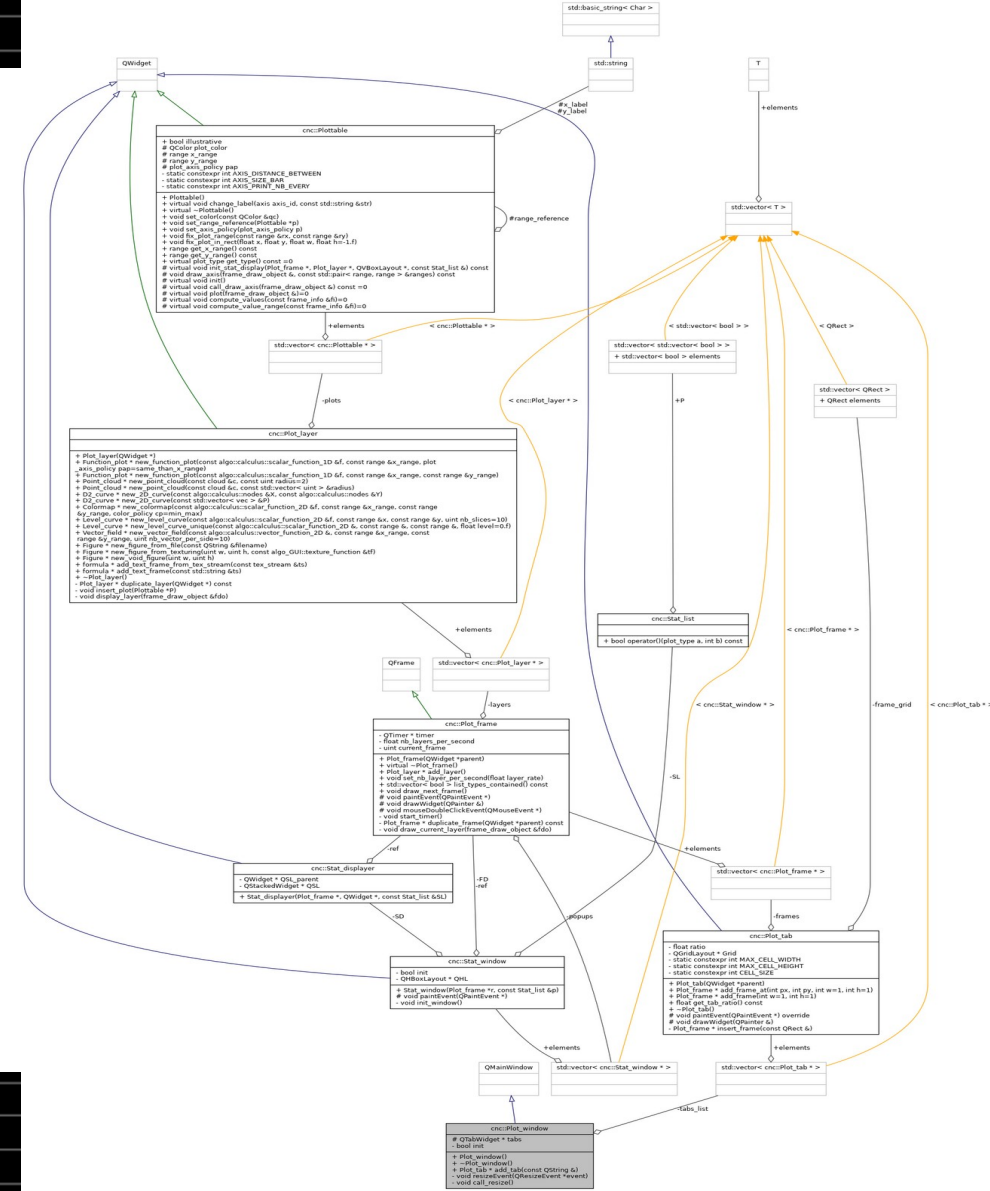 std::basic_string< Char >
QWidget
std::string
T
#x_label
#y_label
+elements
cnc::Plottable
+ bool illustrative
# QColor plot_color
# range x_range
# range y_range
# plot_axis_policy pap
- static constexpr int AXIS_DISTANCE_BETWEEN
- static constexpr int AXIS_SIZE_BAR
- static constexpr int AXIS_PRINT_NB_EVERY
+ Plottable()
+ virtual void change_label(axis axis_id, const std::string &str)
+ virtual ~Plottable()
+ void set_color(const QColor &qc)
+ void set_range_reference(Plottable *p)
+ void set_axis_policy(plot_axis_policy p)
+ void fix_plot_range(const range &rx, const range &ry)
+ void fix_plot_in_rect(float x, float y, float w, float h=-1.f)
+ range get_x_range() const
+ range get_y_range() const
+ virtual plot_type get_type() const =0
# virtual void init_stat_display(Plot_frame *, Plot_layer *, QVBoxLayout *, const Stat_list &) const
# void draw_axis(frame_draw_object &, const std::pair< range, range > &ranges) const
# virtual void init()
# virtual void call_draw_axis(frame_draw_object &) const =0
# virtual void plot(frame_draw_object &)=0
# virtual void compute_values(const frame_info &fi)=0
# virtual void compute_value_range(const frame_info &fi)=0
#range_reference
std::vector< T >
+elements
< cnc::Plottable * >
< std::vector< bool > >
< QRect >
std::vector< cnc::Plottable * >
std::vector< std::vector< bool > >
+ std::vector< bool > elements
std::vector< QRect >
+ QRect elements
-plots
< cnc::Plot_layer * >
+P
cnc::Plot_layer
+ Plot_layer(QWidget *)
+ Function_plot * new_function_plot(const algo::calculus::scalar_function_1D &f, const range &x_range, plot
_axis_policy pap=same_than_x_range)
+ Function_plot * new_function_plot(const algo::calculus::scalar_function_1D &f, const range &x_range, const range &y_range)
+ Point_cloud * new_point_cloud(const cloud &c, const uint radius=2)
+ Point_cloud * new_point_cloud(const cloud &c, const std::vector< uint > &radius)
+ D2_curve * new_2D_curve(const algo::calculus::nodes &X, const algo::calculus::nodes &Y)
+ D2_curve * new_2D_curve(const std::vector< vec > &P)
+ Colormap * new_colormap(const algo::calculus::scalar_function_2D &f, const range &x_range, const range
&y_range, color_policy cp=min_max)
+ Level_curve * new_level_curve(const algo::calculus::scalar_function_2D &f, const range &x, const range &y, uint nb_slices=10)
+ Level_curve * new_level_curve_unique(const algo::calculus::scalar_function_2D &, const range &, const range &, float level=0.f)
+ Vector_field * new_vector_field(const algo::calculus::vector_function_2D &, const range &x_range, const
range &y_range, uint nb_vector_per_side=10)
+ Figure * new_figure_from_file(const QString &filename)
+ Figure * new_figure_from_texturing(uint w, uint h, const algo_GUI::texture_function &tf)
+ Figure * new_void_figure(uint w, uint h)
+ formula * add_text_frame_from_tex_stream(const tex_stream &ts)
+ formula * add_text_frame(const std::string &ts)
+ ~Plot_layer()
- Plot_layer * duplicate_layer(QWidget *) const
- void insert_plot(Plottable *P)
- void display_layer(frame_draw_object &fdo)
cnc::Stat_list
+ bool operator()(plot_type a, int b) const
+elements
< cnc::Plot_frame * >
QFrame
std::vector< cnc::Plot_layer * >
-layers
< cnc::Stat_window * >
-frame_grid
< cnc::Plot_tab * >
cnc::Plot_frame
- QTimer * timer
- float nb_layers_per_second
- uint current_frame
+ Plot_frame(QWidget *parent)
+ virtual ~Plot_frame()
+ Plot_layer * add_layer()
+ void set_nb_layer_per_second(float layer_rate)
+ std::vector< bool > list_types_contained() const
+ void draw_next_frame()
# void paintEvent(QPaintEvent *)
# void drawWidget(QPainter &)
# void mouseDoubleClickEvent(QMouseEvent *)
- void start_timer()
- Plot_frame * duplicate_frame(QWidget *parent) const
- void draw_current_layer(frame_draw_object &fdo)
-SL
-ref
+elements
cnc::Stat_displayer
- QWidget * QSL_parent
- QStackedWidget * QSL
+ Stat_displayer(Plot_frame *, QWidget *, const Stat_list &SL)
-FD
-ref
std::vector< cnc::Plot_frame * >
-SD
-popups
-frames
cnc::Plot_tab
- float ratio
- QGridLayout * Grid
- static constexpr int MAX_CELL_WIDTH
- static constexpr int MAX_CELL_HEIGHT
- static constexpr int CELL_SIZE
+ Plot_tab(QWidget *parent)
+ Plot_frame * add_frame_at(int px, int py, int w=1, int h=1)
+ Plot_frame * add_frame(int w=1, int h=1)
+ float get_tab_ratio() const
+ ~Plot_tab()
# void paintEvent(QPaintEvent *) override
# void drawWidget(QPainter &)
- Plot_frame * insert_frame(const QRect &)
cnc::Stat_window
- bool init
- QHBoxLayout * QHL
+ Stat_window(Plot_frame *r, const Stat_list &p)
# void paintEvent(QPaintEvent *)
- void init_window()
+elements
+elements
QMainWindow
std::vector< cnc::Stat_window * >
std::vector< cnc::Plot_tab * >
-tabs_list
cnc::Plot_window
# QTabWidget * tabs
- bool init
+ Plot_window()
+ ~Plot_window()
+ Plot_tab * add_tab(const QString &)
- void resizeEvent(QResizeEvent *event)
- void call_resize()